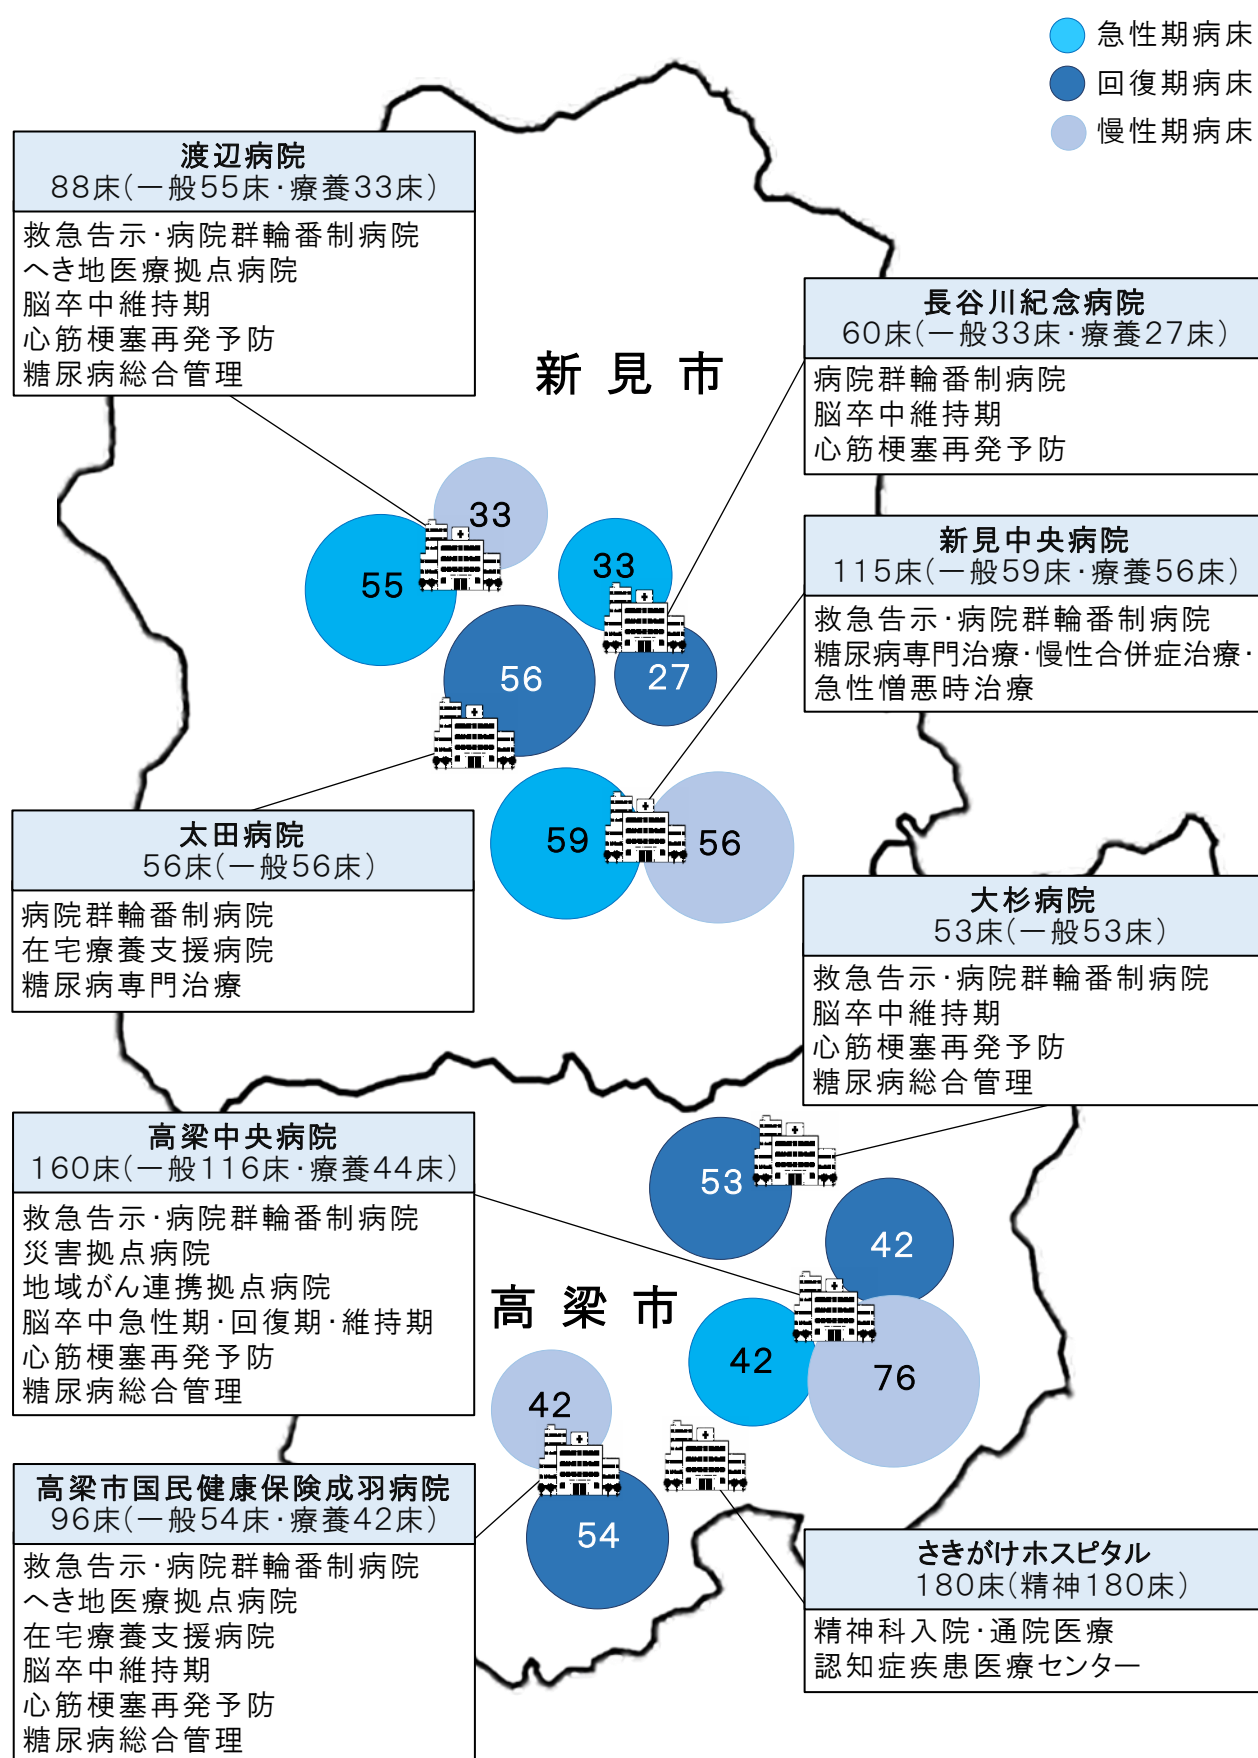 急性期病床
回復期病床
慢性期病床
渡辺病院
88床(一般55床・療養33床)
救急告示・病院群輪番制病院
へき地医療拠点病院
脳卒中維持期
心筋梗塞再発予防
糖尿病総合管理
長谷川紀念病院
60床(一般33床・療養27床)
病院群輪番制病院
脳卒中維持期
心筋梗塞再発予防
新見市
33
55
33
56
27
新見中央病院
115床(一般59床・療養56床)
救急告示・病院群輪番制病院
糖尿病専門治療・慢性合併症治療・
急性憎悪時治療
59
56
太田病院
56床(一般56床)
病院群輪番制病院
在宅療養支援病院
糖尿病専門治療
大杉病院
53床(一般53床)
救急告示・病院群輪番制病院
脳卒中維持期
心筋梗塞再発予防
糖尿病総合管理
高梁中央病院
160床(一般116床・療養44床)
救急告示・病院群輪番制病院
災害拠点病院
地域がん連携拠点病院
脳卒中急性期・回復期・維持期
心筋梗塞再発予防
糖尿病総合管理
53
42
高梁市
42
76
42
54
高梁市国民健康保険成羽病院
96床(一般54床・療養42床)
救急告示・病院群輪番制病院
へき地医療拠点病院
在宅療養支援病院
脳卒中維持期
心筋梗塞再発予防
糖尿病総合管理
さきがけホスピタル
180床(精神180床)
精神科入院・通院医療
認知症疾患医療センター